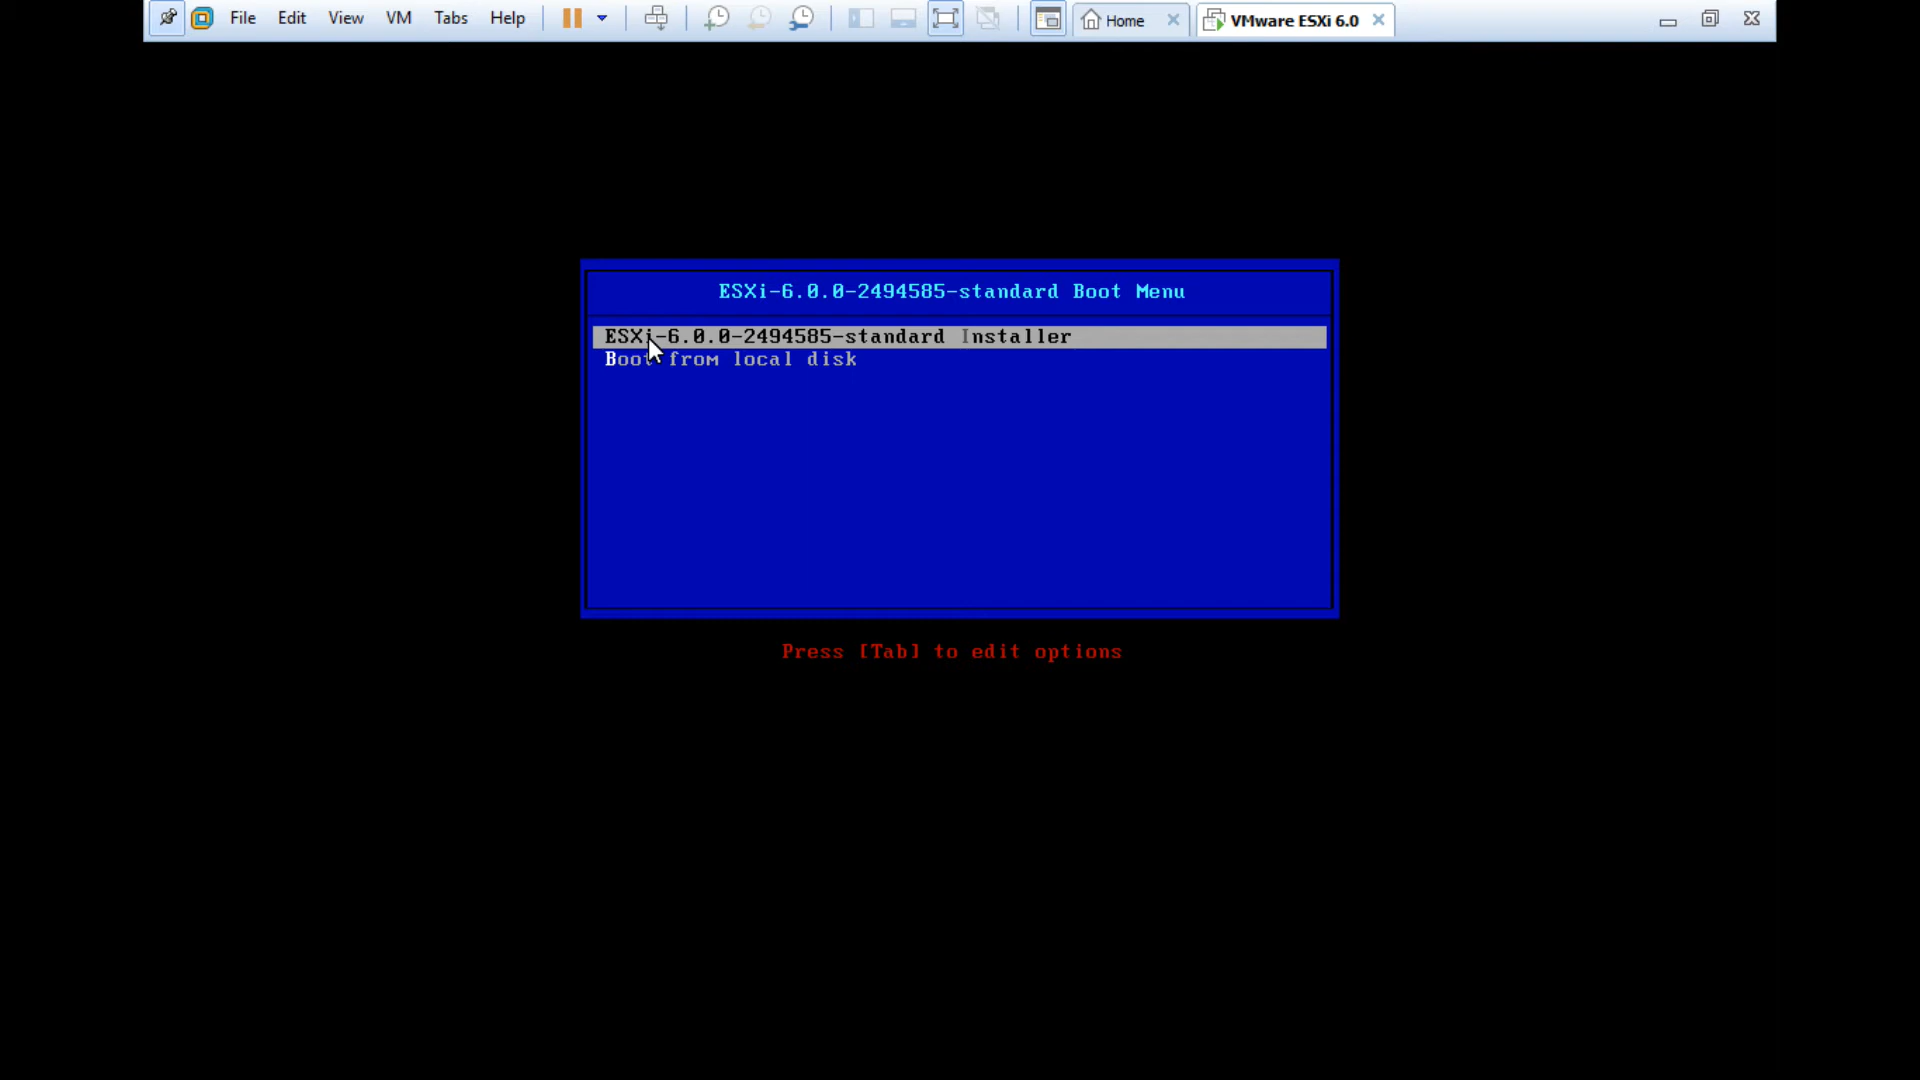 File Edit View VM Tabs Help Home VMware ESXi 6.0
ESXi-6.0.0-2494585-standard Boot Menu
ESXi-6.0.0-2494585-standard Installer
Boot from local disk
Press [Tab] to edit options